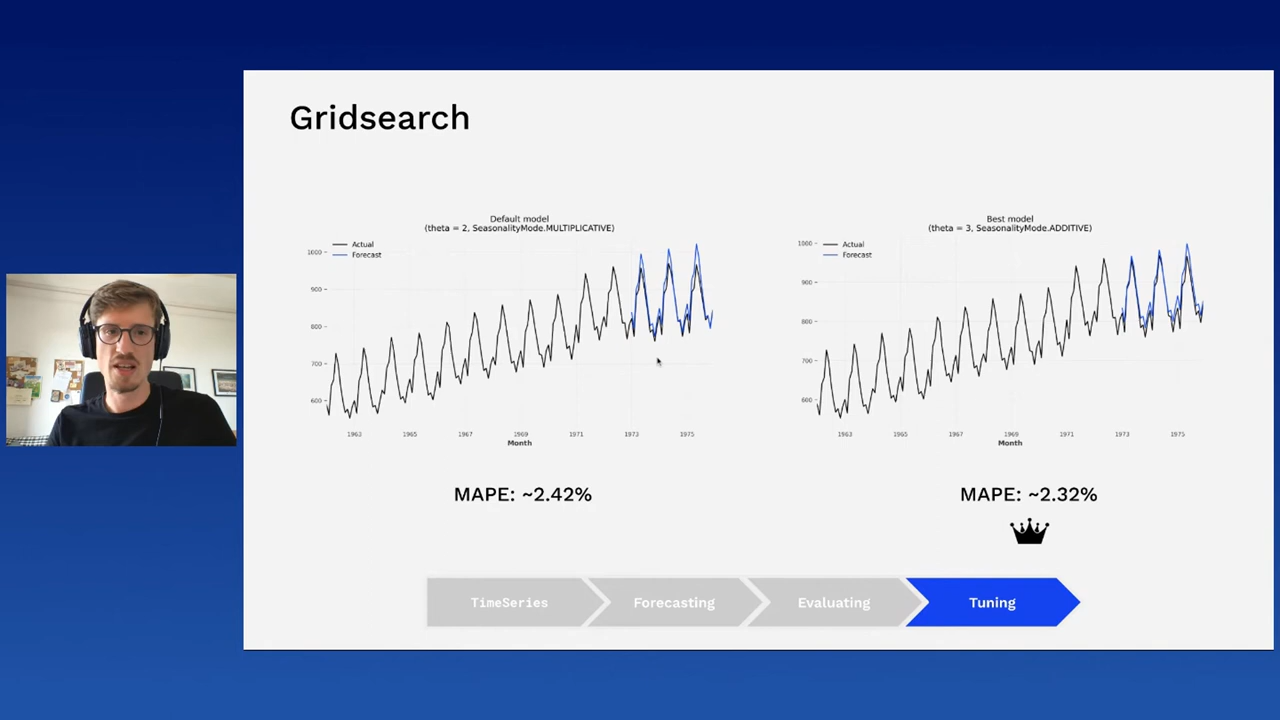 Gridsearch
Default model
(theta = 2, SeasonalityMode.MULTIPLICATIVE)
Actual
Forecast
1000
900
800
700
600
1963 1965 1967 1969 1971 1973 1975
Month
MAPE: ~2.42%
Best model
(theta = 3, SeasonalityMode.ADDITIVE)
Actual
Forecast
1000
900
800
700
600
1963 1965 1967 1969 1971 1973 1975
Month
MAPE: ~2.32%
TimeSeries
Forecasting
Evaluating
Tuning